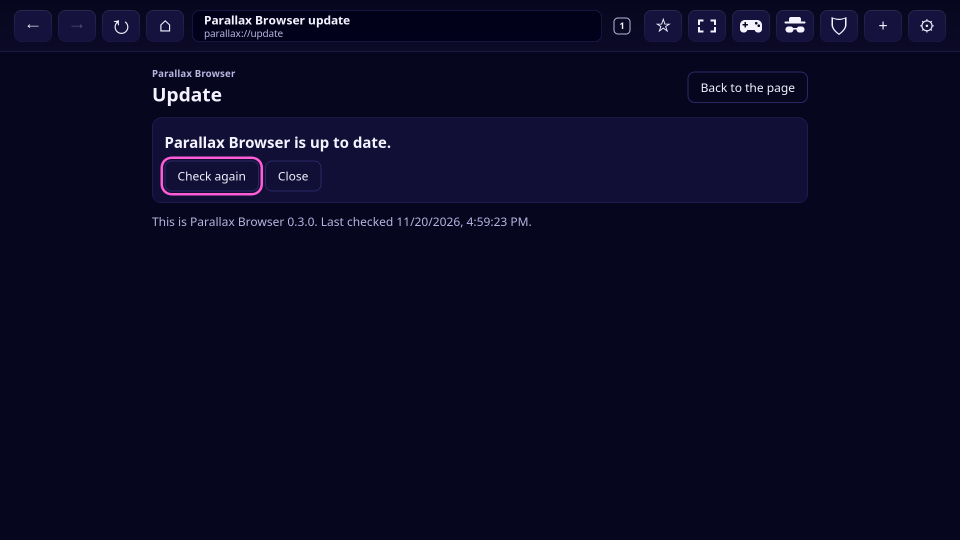 Parallax Browser update
parallax://update
1
Parallax Browser
Update
Back to the page
Parallax Browser is up to date.
Check again
Close
This is Parallax Browser 0.3.0. Last checked 11/20/2026, 4:59:23 PM.